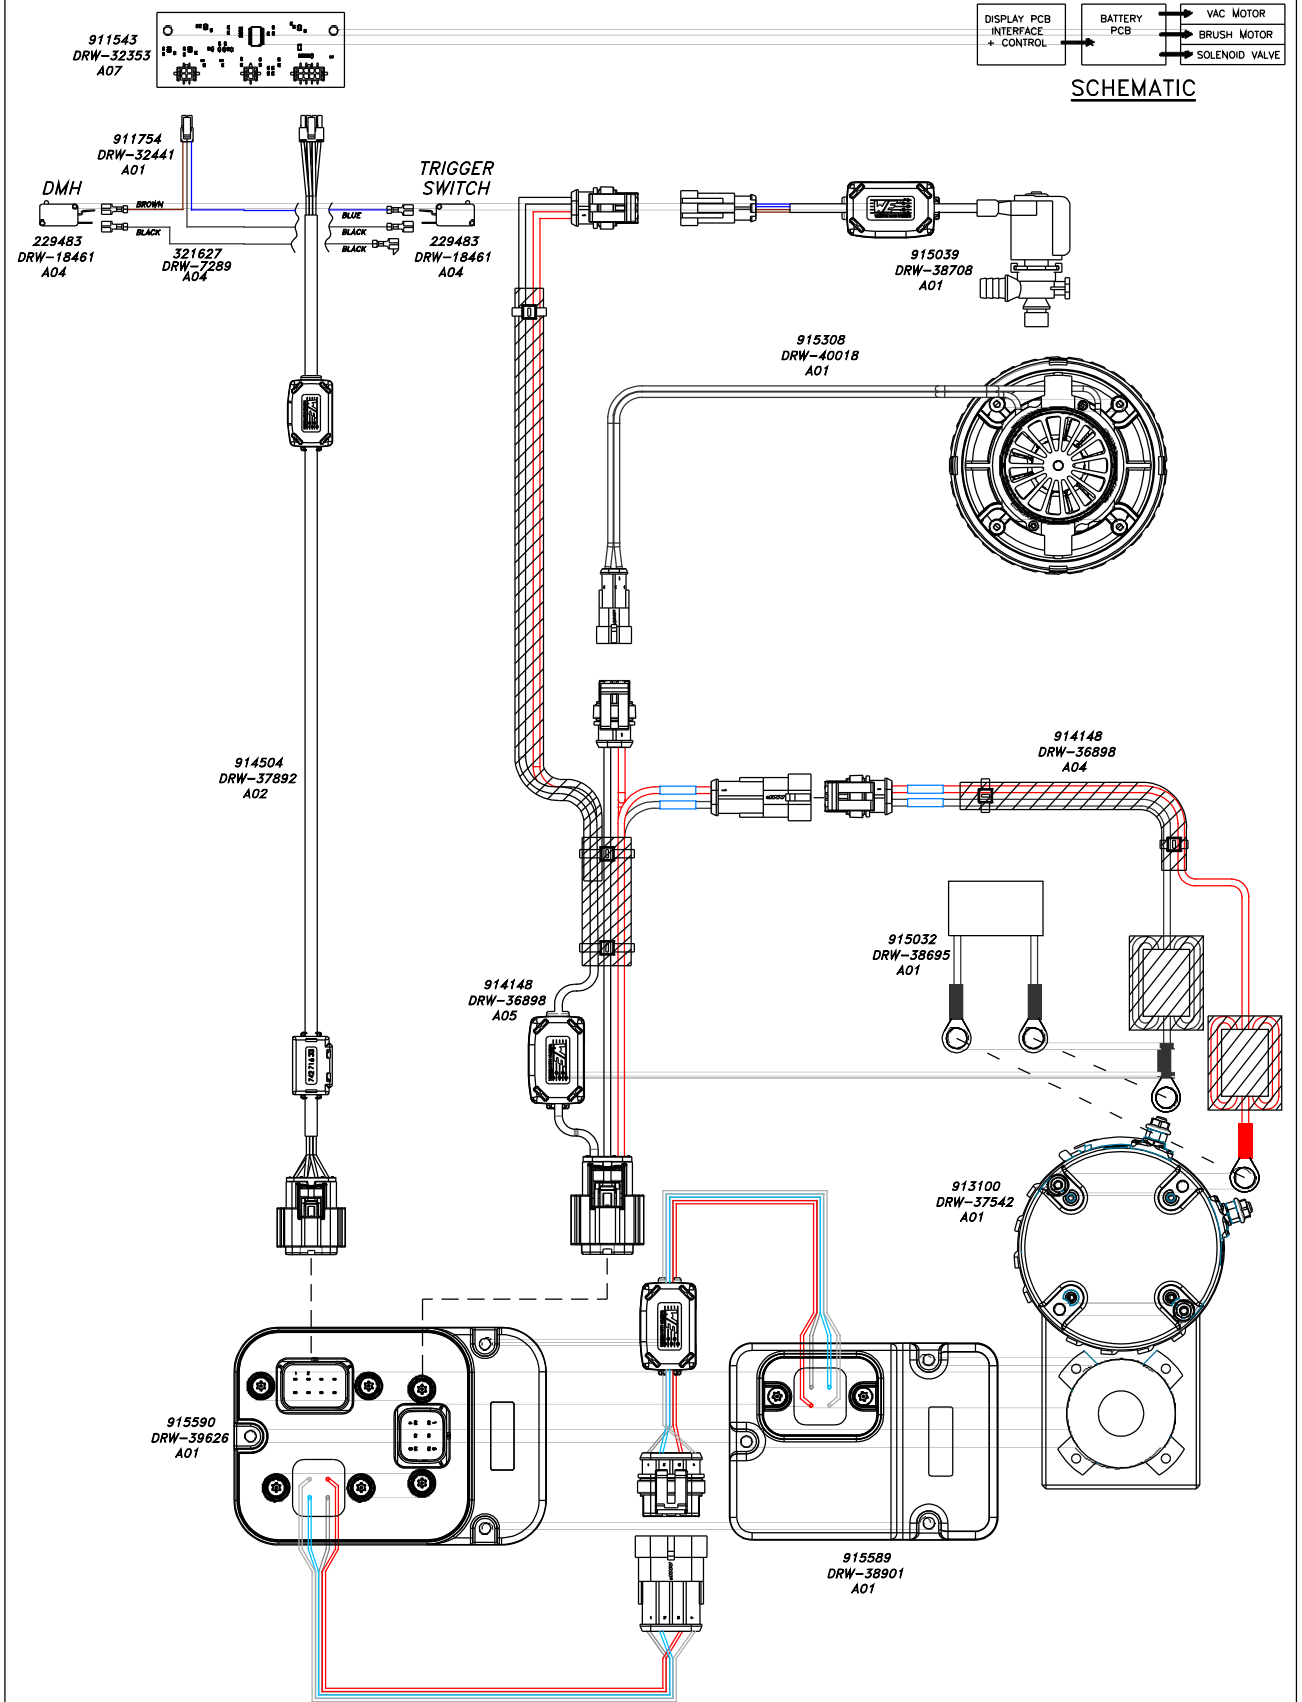 911543
DRW-32353
A07
DISPLAY PCB
INTERFACE
+ CONTROL
BATTERY
PCB
VAC MOTOR
BRUSH MOTOR
SOLENOID VALVE
SCHEMATIC
911754
DRW-32441
A01
DMH
BROWN
BLACK
229483
DRW-18461
A04
321627
DRW-7289
A04
TRIGGER
SWITCH
BLUE
BLACK
BLACK
229483
DRW-18461
A04
915039
DRW-38708
A01
915308
DRW-40018
A01
914504
DRW-37892
A02
914148
DRW-36898
A04
915032
DRW-38695
A01
914148
DRW-36898
A05
742 716 33
913100
DRW-37542
A01
915590
DRW-39626
A01
915589
DRW-38901
A01